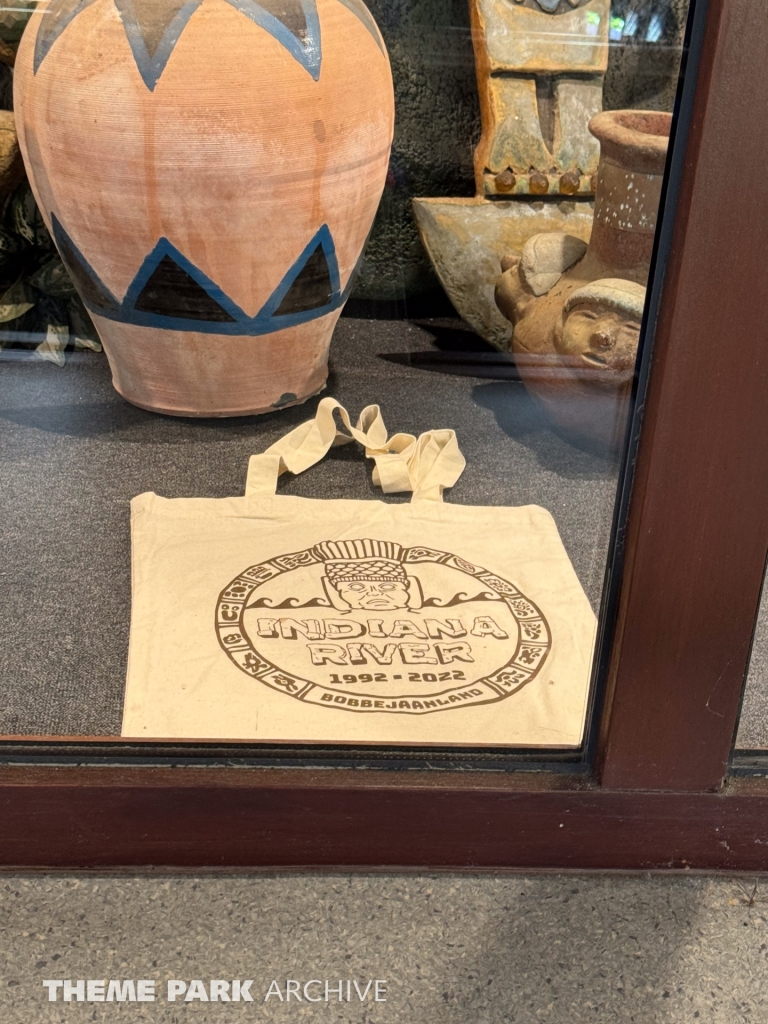 INDIANA
RIVER
1992-2022
BOBBEJAANLAND
THEME PARK ARCHIVE